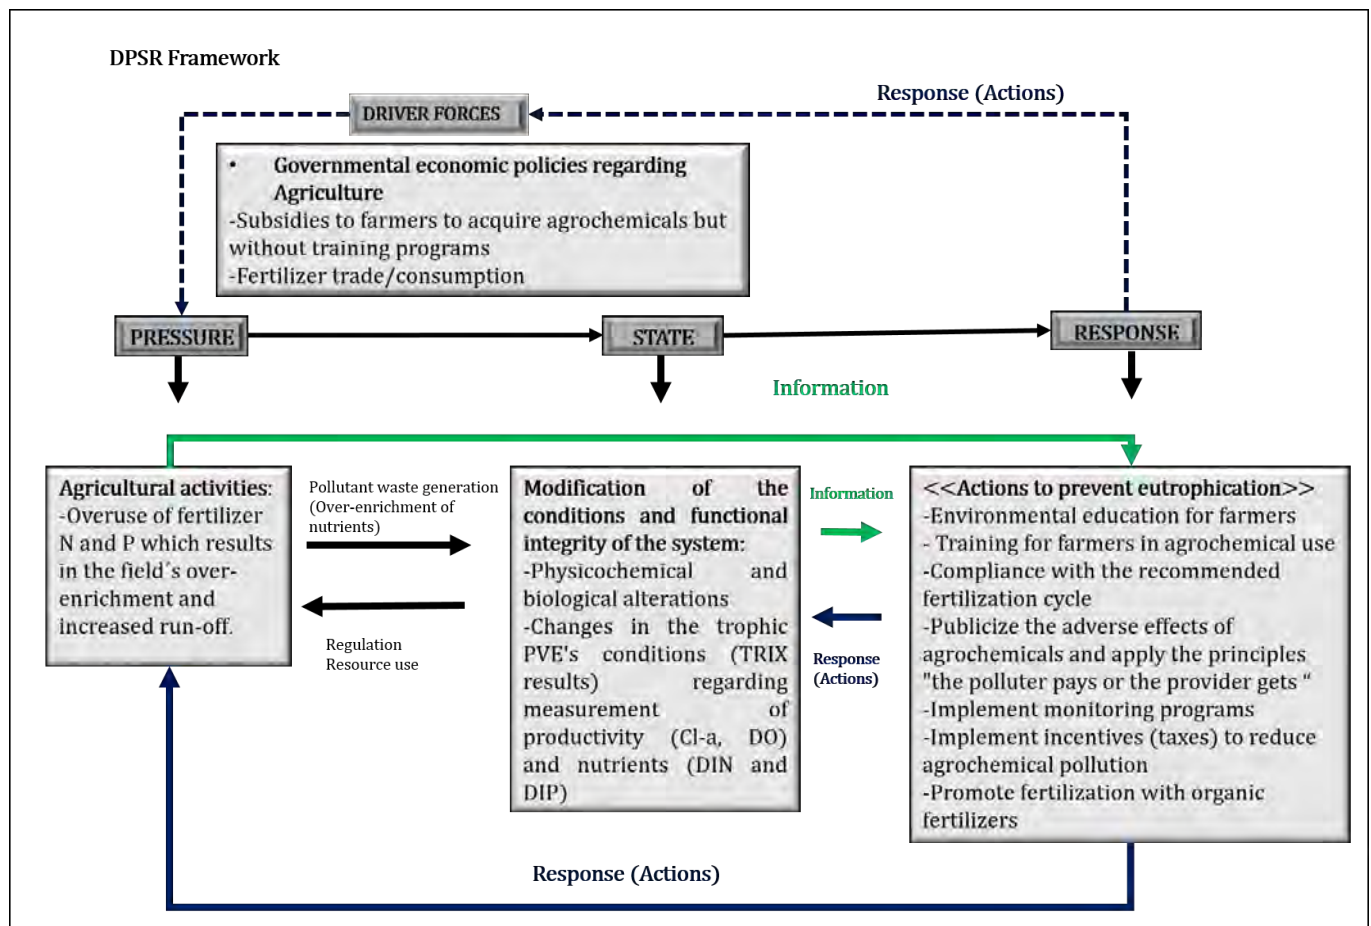 DPSR Framework
Response (Actions)
DRIVER FORCES
• Governmental economic policies regarding
Agriculture
-Subsidies to farmers to acquire agrochemicals but
without training programs
-Fertilizer trade/consumption
PRESSURE
STATE
RESPONSE
Information
Agricultural activities:
-Overuse of fertilizer
N and P which results
in the field´s over-
enrichment and
increased run-off.
Pollutant waste generation
(Over-enrichment of
nutrients)
Regulation
Resource use
Modification of the
conditions and functional
integrity of the system:
-Physicochemical and
biological alterations
-Changes in the trophic
PVE's conditions (TRIX
results) regarding
measurement of
productivity (Cl-a, DO)
and nutrients (DIN and
DIP)
Information
Response
(Actions)
<<Actions to prevent eutrophication>>
-Environmental education for farmers
- Training for farmers in agrochemical use
-Compliance with the recommended
fertilization cycle
-Publicize the adverse effects of
agrochemicals and apply the principles
"the polluter pays or the provider gets “
-Implement monitoring programs
-Implement incentives (taxes) to reduce
agrochemical pollution
-Promote fertilization with organic
fertilizers
Response (Actions)